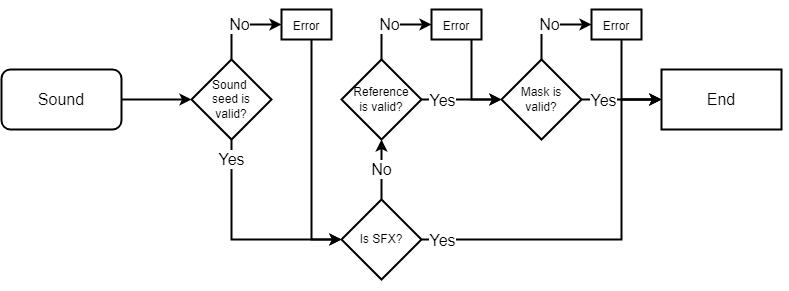 No
Error
No
Error
No
Error
Sound
Sound
seed is
valid?
Reference
is valid?
Yes
Mask is
valid?
Yes
End
Yes
No
Is SFX?
Yes